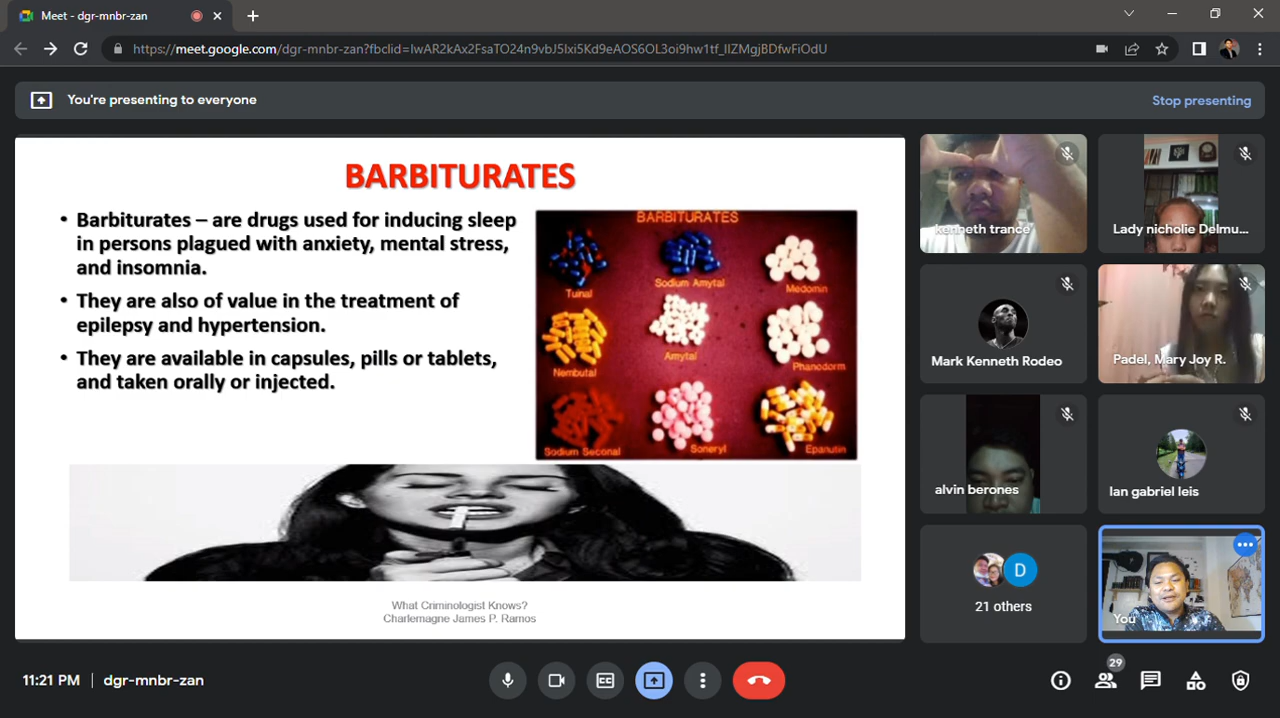 Meet - dgr-mnbr-zan
https://meet.google.com/dgr-mnbr-zan?fbclid=IwAR2kAx2FsaTO24n9vbJ5Ixi5Kd9eAOS6OL3oi9hw1tf_IIZMgjBDfwFiOdU
You're presenting to everyone
Stop presenting
BARBITURATES
• Barbiturates – are drugs used for inducing sleep
in persons plagued with anxiety, mental stress,
and insomnia.
• They are also of value in the treatment of
epilepsy and hypertension.
• They are available in capsules, pills or tablets,
and taken orally or injected.
BARBITURATES
Tuinal
Sodium Amytal
Medomin
Nembutal
Amytal
Phanodorm
Sodium Seconal
Soneryl
Epanutin
What Criminologist Knows?
Charlemagne James P. Ramos
kenneth trance
Lady nicholie Delmu...
Mark Kenneth Rodeo
Padel, Mary Joy R.
alvin berones
Ian gabriel leis
D
21 others
You
11:21 PM | dgr-mnbr-zan
CC
29